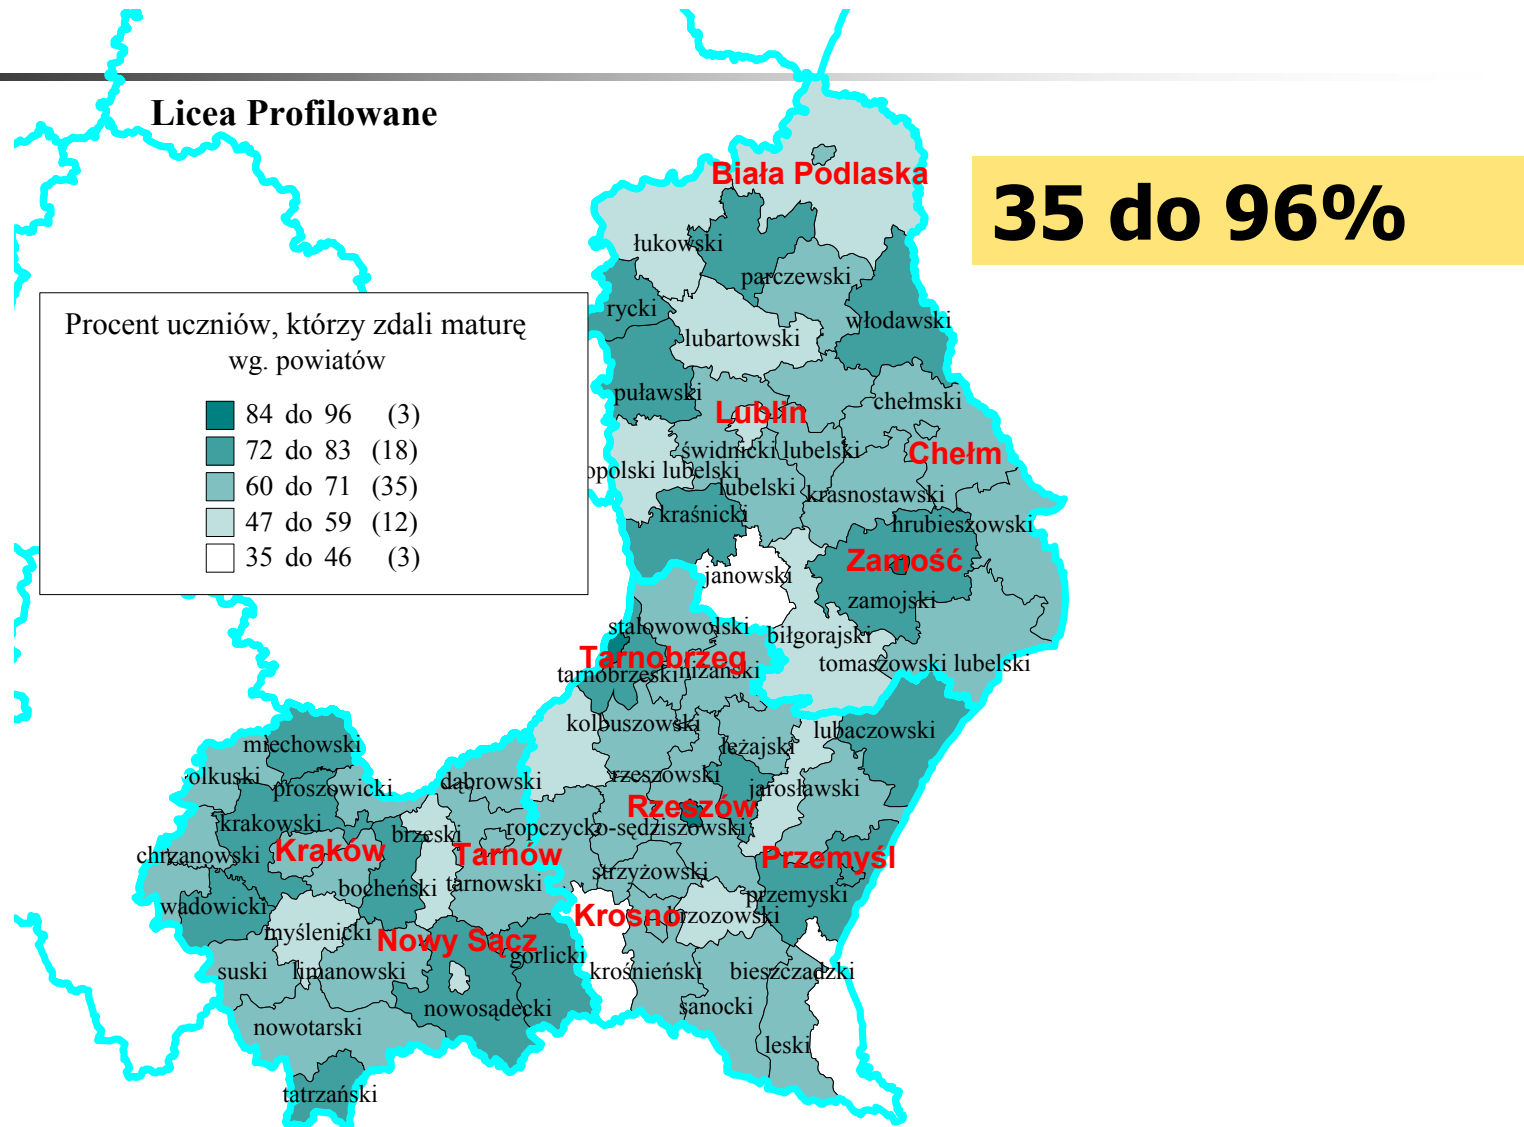 Licea Profilowane
35 do 96%
Procent uczniów, którzy zdali maturę
wg. powiatów
84 do 96 (3)
72 do 83 (18)
60 do 71 (35)
47 do 59 (12)
35 do 46 (3)
Biała Podlaska
łukowski
parczewski
rycki
włodawski
lubartowski
puławski
chełmski
Lublin
świdnicki lubelski
Chełm
opolski lubelski
lubelski
krasnostawski
kraśnicki
hrubieszowski
Zamość
janowski
zamojski
stalowowolski
biłgorajski
Tarnobrzeg
tomaszowski lubelski
tarnobrzeski
niżański
kolbuszowski
lubaczowski
miechowski
leżajski
olkuski
proszowicki
dąbrowski
rzeszowski
jarosławski
Rzeszów
krakowski
brzeski
ropczycko-sędziszowski
chrzanowski
Kraków
Tarnów
Przemyśl
strzyżowski
bocheński
tarnowski
przemyski
wadowicki
Krosno
brzozowski
myślenicki
Nowy Sącz
gorlicki
suski
limanowski
krośnieński
bieszczadzki
nowosądecki
sanocki
nowotarski
leski
tatrzański